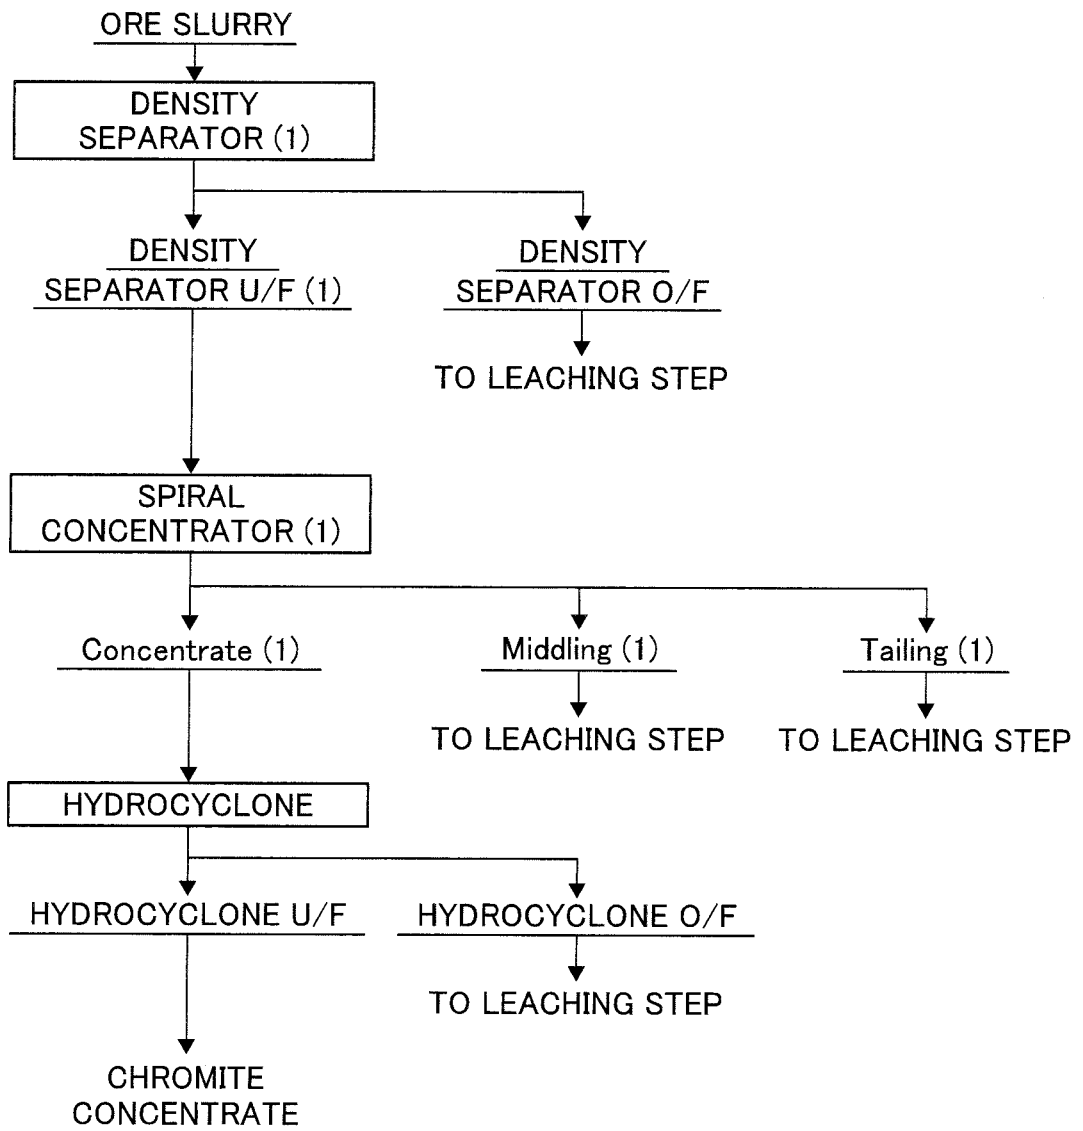 ORE SLURRY
DENSITY
SEPARATOR (1)
DENSITY
SEPARATOR U/F (1)
DENSITY
SEPARATOR O/F
TO LEACHING STEP
SPIRAL
CONCENTRATOR (1)
Concentrate (1)
Middling (1)
Tailing (1)
TO LEACHING STEP
TO LEACHING STEP
HYDROCYCLONE
HYDROCYCLONE U/F
HYDROCYCLONE O/F
TO LEACHING STEP
CHROMITE
CONCENTRATE